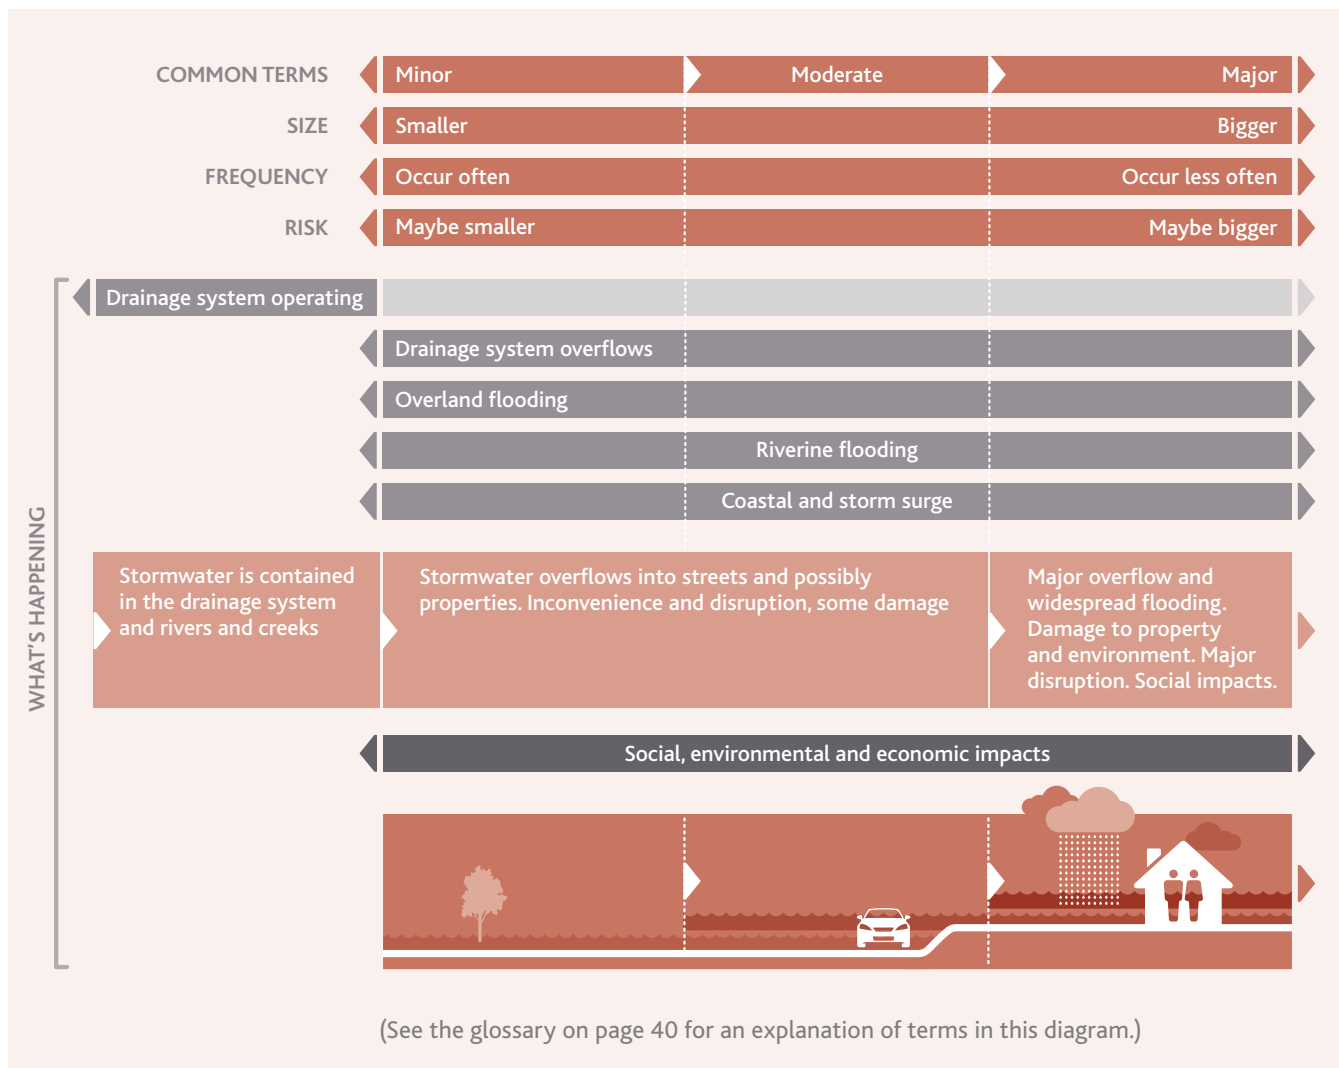 COMMON TERMS
Minor
Moderate
Major
SIZE
Smaller
Bigger
FREQUENCY
Occur often
Occur less often
RISK
Maybe smaller
Maybe bigger
WHAT'S HAPPENING
Drainage system operating
Drainage system overflows
Overland flooding
Riverine flooding
Coastal and storm surge
Stormwater is contained
in the drainage system
and rivers and creeks
Stormwater overflows into streets and possibly
properties. Inconvenience and disruption, some damage
Major overflow and
widespread flooding.
Damage to property
and environment. Major
disruption. Social impacts.
Social, environmental and economic impacts
(See the glossary on page 40 for an explanation of terms in this diagram.)